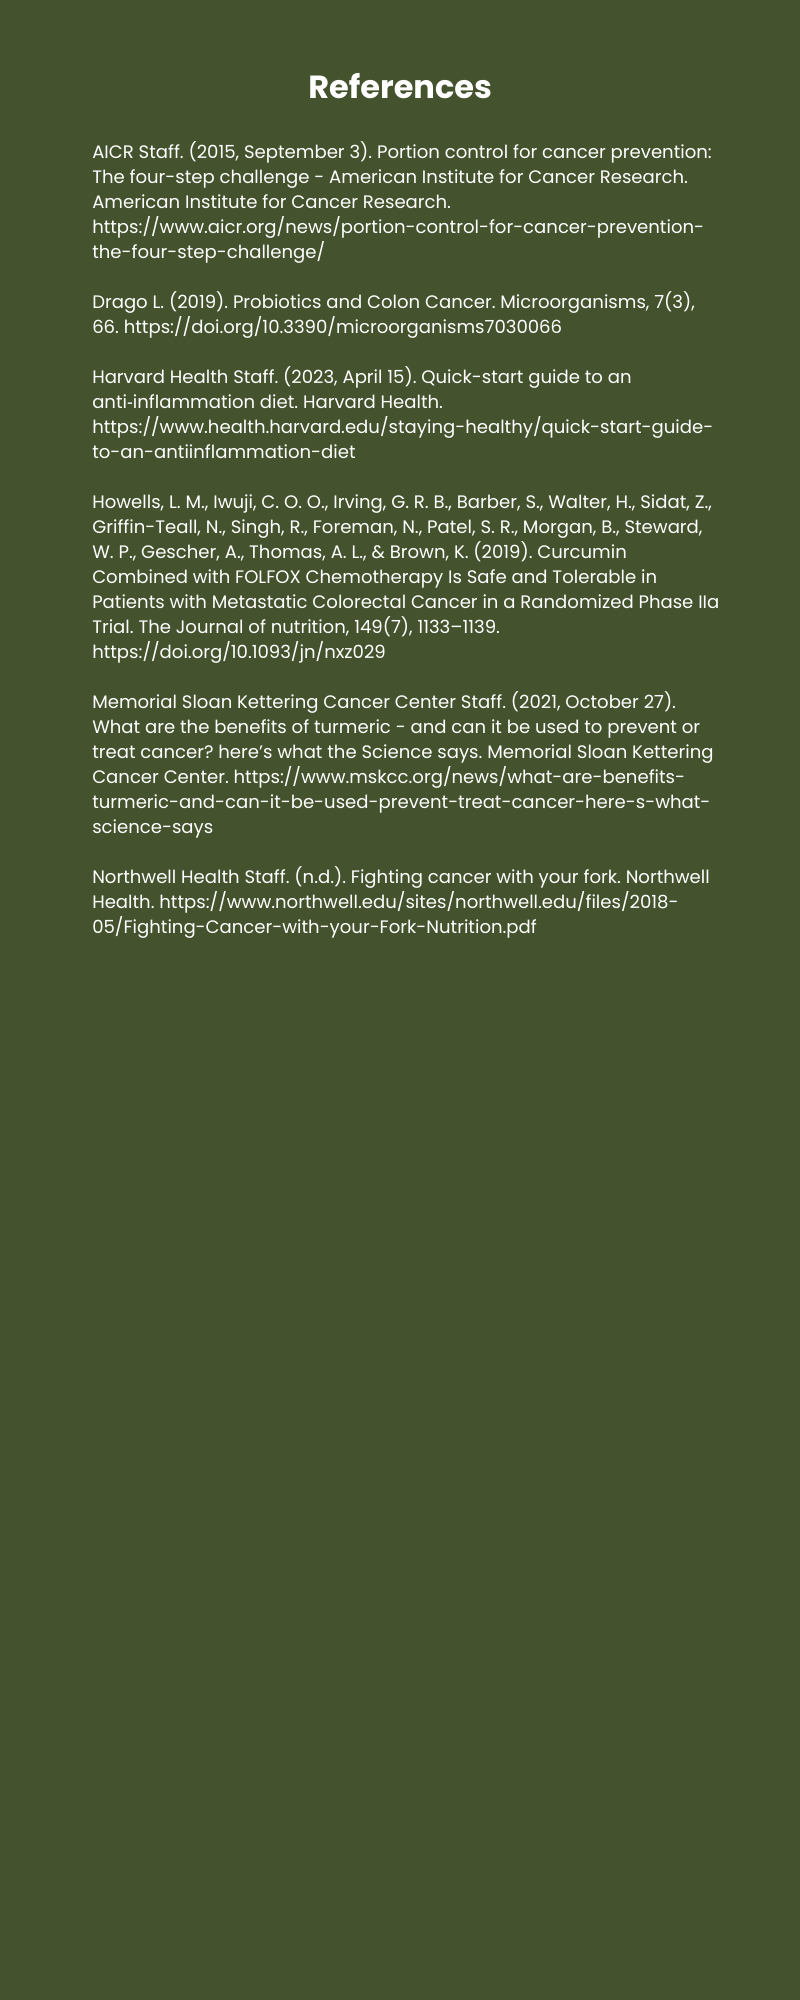 References
AICR Staff. (2015, September 3). Portion control for cancer prevention:
The four-step challenge - American Institute for Cancer Research.
American Institute for Cancer Research.
https://www.aicr.org/news/portion-control-for-cancer-prevention-
the-four-step-challenge/
Drago L. (2019). Probiotics and Colon Cancer. Microorganisms, 7(3),
66. https://doi.org/10.3390/microorganisms7030066
Harvard Health Staff. (2023, April 15). Quick-start guide to an
anti‑inflammation diet. Harvard Health.
https://www.health.harvard.edu/staying-healthy/quick-start-guide-
to-an-antiinflammation-diet
Howells, L. M., Iwuji, C. O. O., Irving, G. R. B., Barber, S., Walter, H., Sidat, Z.,
Griffin-Teall, N., Singh, R., Foreman, N., Patel, S. R., Morgan, B., Steward,
W. P., Gescher, A., Thomas, A. L., & Brown, K. (2019). Curcumin
Combined with FOLFOX Chemotherapy Is Safe and Tolerable in
Patients with Metastatic Colorectal Cancer in a Randomized Phase IIa
Trial. The Journal of nutrition, 149(7), 1133–1139.
https://doi.org/10.1093/jn/nxz029
Memorial Sloan Kettering Cancer Center Staff. (2021, October 27).
What are the benefits of turmeric - and can it be used to prevent or
treat cancer? here’s what the Science says. Memorial Sloan Kettering
Cancer Center. https://www.mskcc.org/news/what-are-benefits-
turmeric-and-can-it-be-used-prevent-treat-cancer-here-s-what-
science-says
Northwell Health Staff. (n.d.). Fighting cancer with your fork. Northwell
Health. https://www.northwell.edu/sites/northwell.edu/files/2018-
05/Fighting-Cancer-with-your-Fork-Nutrition.pdf